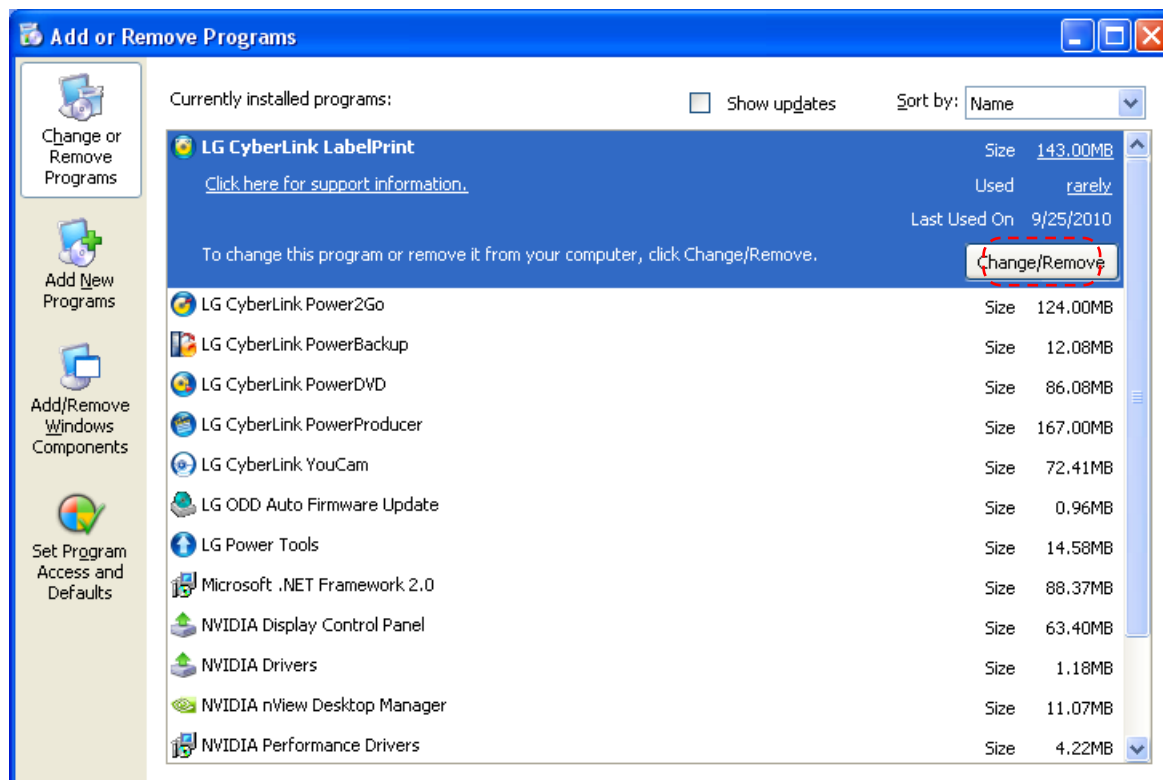 Add or Remove Programs
Change or
Remove
Programs
Add New
Programs
Add/Remove
Windows
Components
Set Program
Access and
Defaults
Currently installed programs:
Show updates
Sort by: Name
LG CyberLink LabelPrint Size 143.00MB
Click here for support information. Used rarely
Last Used On 9/25/2010
To change this program or remove it from your computer, click Change/Remove. Change/Remove
LG CyberLink Power2Go Size 124.00MB
LG CyberLink PowerBackup Size 12.08MB
LG CyberLink PowerDVD Size 86.08MB
LG CyberLink PowerProducer Size 167.00MB
LG CyberLink YouCam Size 72.41MB
LG ODD Auto Firmware Update Size 0.96MB
LG Power Tools Size 14.58MB
Microsoft .NET Framework 2.0 Size 88.37MB
NVIDIA Display Control Panel Size 63.40MB
NVIDIA Drivers Size 1.18MB
NVIDIA nView Desktop Manager Size 11.07MB
NVIDIA Performance Drivers Size 4.22MB